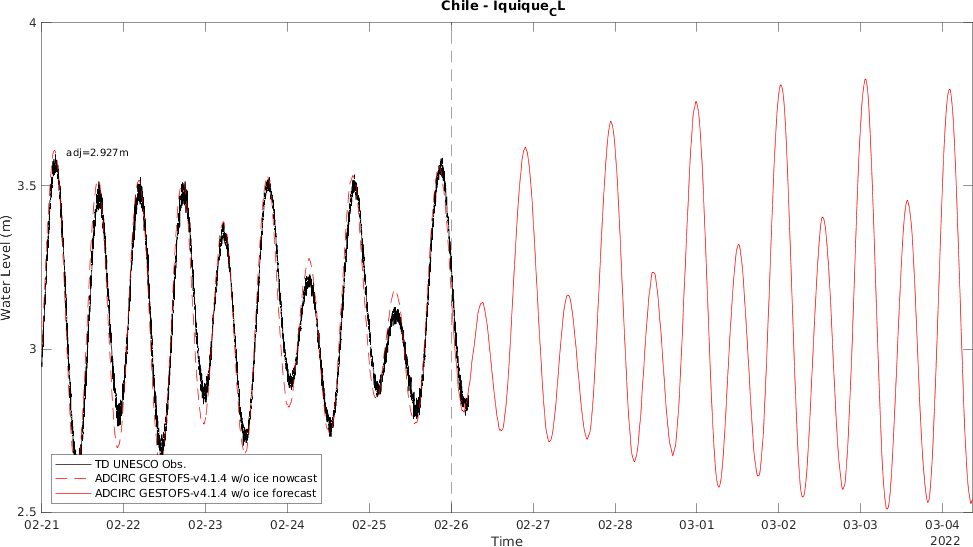 Chile - Iquique_CL
4
3.5
3
2.5
Water Level (m)
adj=2.927m
TD UNESCO Obs.
ADCIRC GESTOFS-v4.1.4 w/o ice nowcast
ADCIRC GESTOFS-v4.1.4 w/o ice forecast
02-21 02-22 02-23 02-24 02-25 02-26 02-27 02-28 03-01 03-02 03-03 03-04
2022
Time